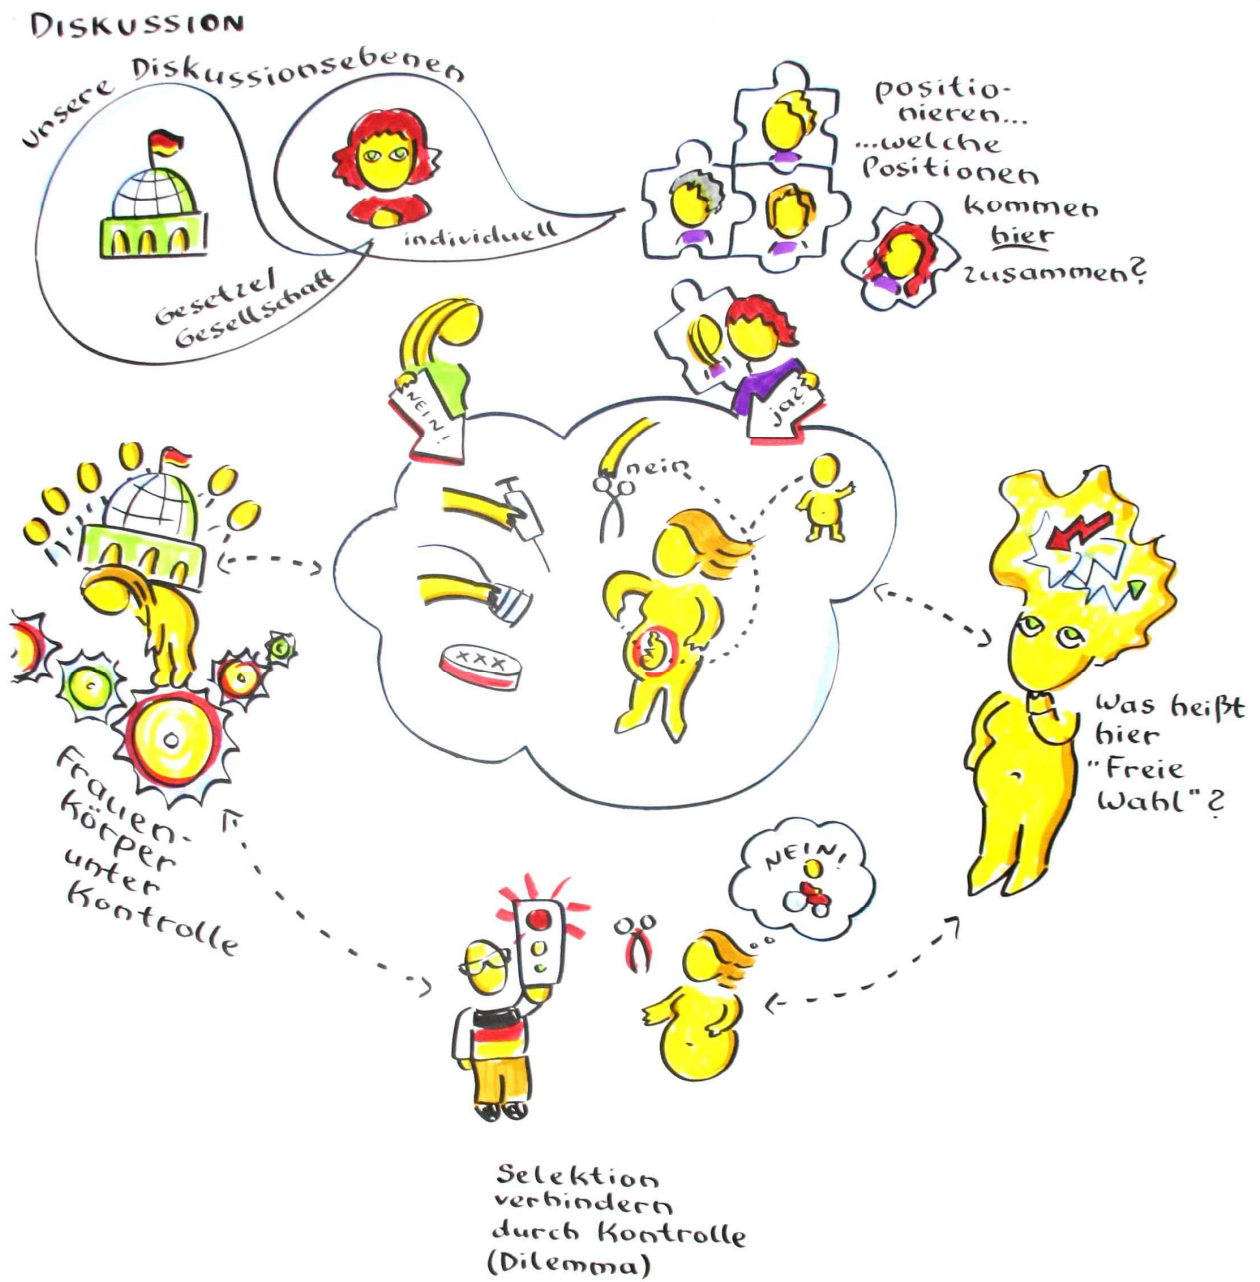 DISKUSSION
unsere Diskussionsebenen
individuell
Gesetze/
Gesellschaft
positio-
nieren...
...welche
Positionen
kommen
hier
zusammen?
NEIN!
ja?
nein
XXX
Frauen-
körper
unter
Kontrolle
Was heißt
hier
"Freie
Wahl"?
NEIN!
Selektion
verhindern
durch Kontrolle
(Dilemma)